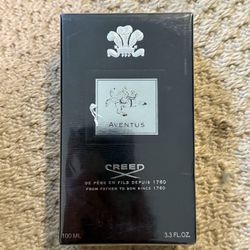 AVENTUS
CREED
DE PÈRE EN FILS DEPUIS 1760
FROM FATHER TO SON SINCE 1760
100 ML 3.3 FL.OZ.